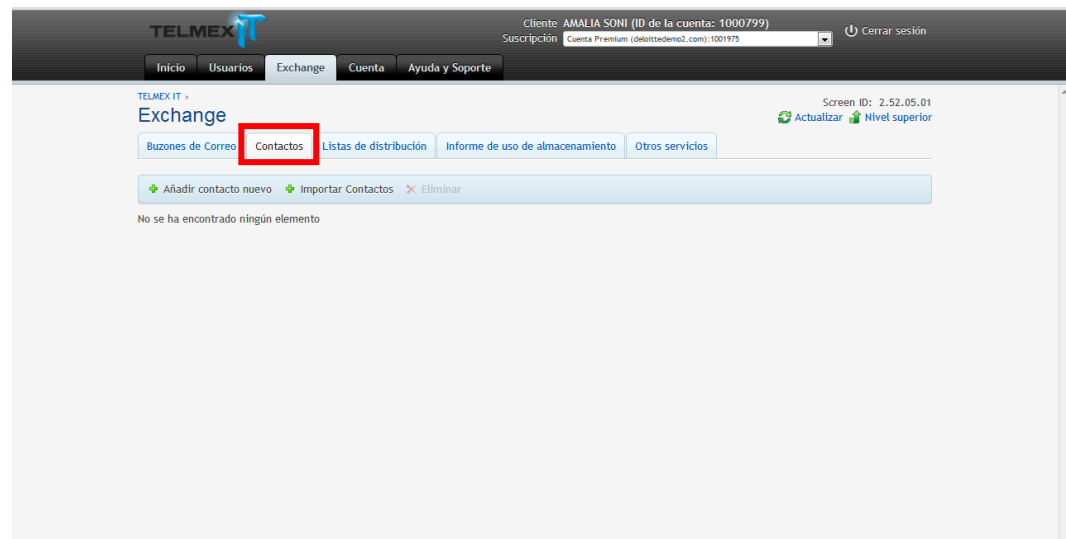 TELMEX IT
Cliente AMALIA SONI (ID de la cuenta: 1000799)
Suscripción Cuenta Premium (deloittedemo2.com):1001975
Cerrar sesión
Inicio Usuarios Exchange Cuenta Ayuda y Soporte
TELMEX IT >
Exchange
Screen ID: 2.52.05.01
Actualizar Nivel superior
Buzones de Correo Contactos Listas de distribución Informe de uso de almacenamiento Otros servicios
Añadir contacto nuevo Importar Contactos Eliminar
No se ha encontrado ningún elemento